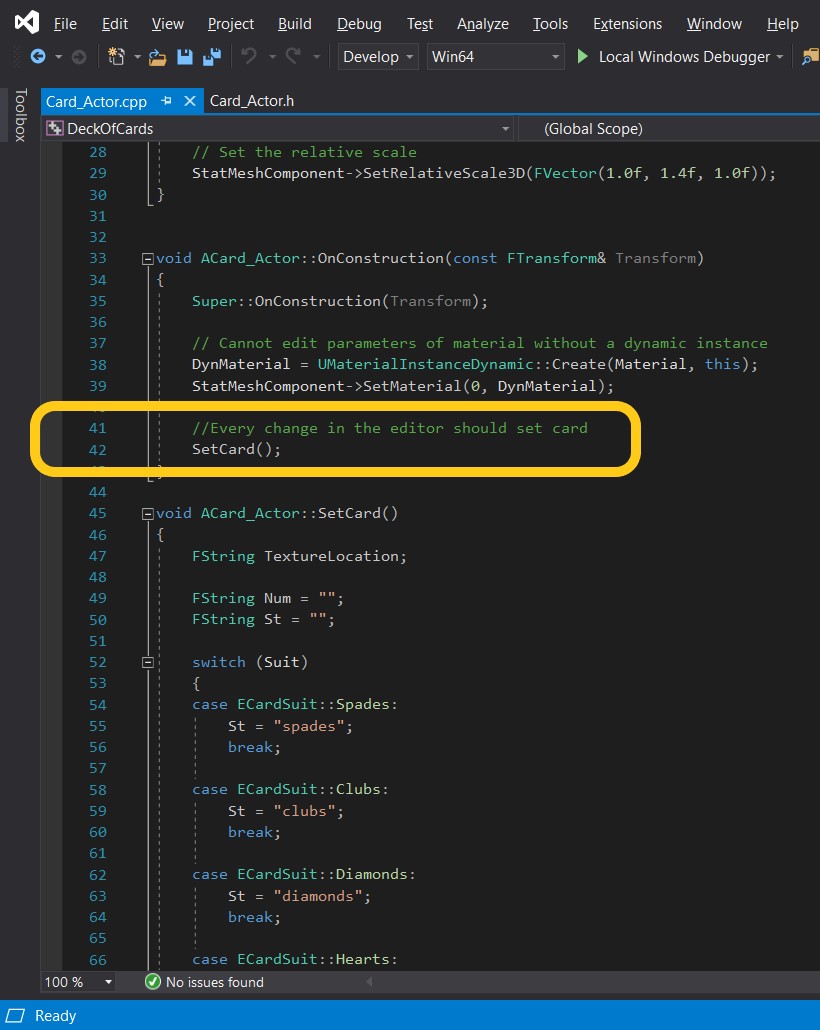 File Edit View Project Build Debug Test Analyze Tools Extensions Window Help
Develop Win64 Local Windows Debugger
Toolbox
Card_Actor.cpp Card_Actor.h
DeckOfCards (Global Scope)
28 // Set the relative scale
29 StatMeshComponent->SetRelativeScale3D(FVector(1.0f, 1.4f, 1.0f));
30 }
31
32
33 void ACard_Actor::OnConstruction(const FTransform& Transform)
34 {
35 Super::OnConstruction(Transform);
36
37 // Cannot edit parameters of material without a dynamic instance
38 DynMaterial = UMaterialInstanceDynamic::Create(Material, this);
39 StatMeshComponent->SetMaterial(0, DynMaterial);
41 //Every change in the editor should set card
42 SetCard();
44
45 void ACard_Actor::SetCard()
46 {
47 FString TextureLocation;
48
49 FString Num = "";
50 FString St = "";
51
52 switch (Suit)
53 {
54 case ECardSuit::Spades:
55 St = "spades";
56 break;
57
58 case ECardSuit::Clubs:
59 St = "clubs";
60 break;
61
62 case ECardSuit::Diamonds:
63 St = "diamonds";
64 break;
65
66 case ECardSuit::Hearts:
100 % No issues found
Ready